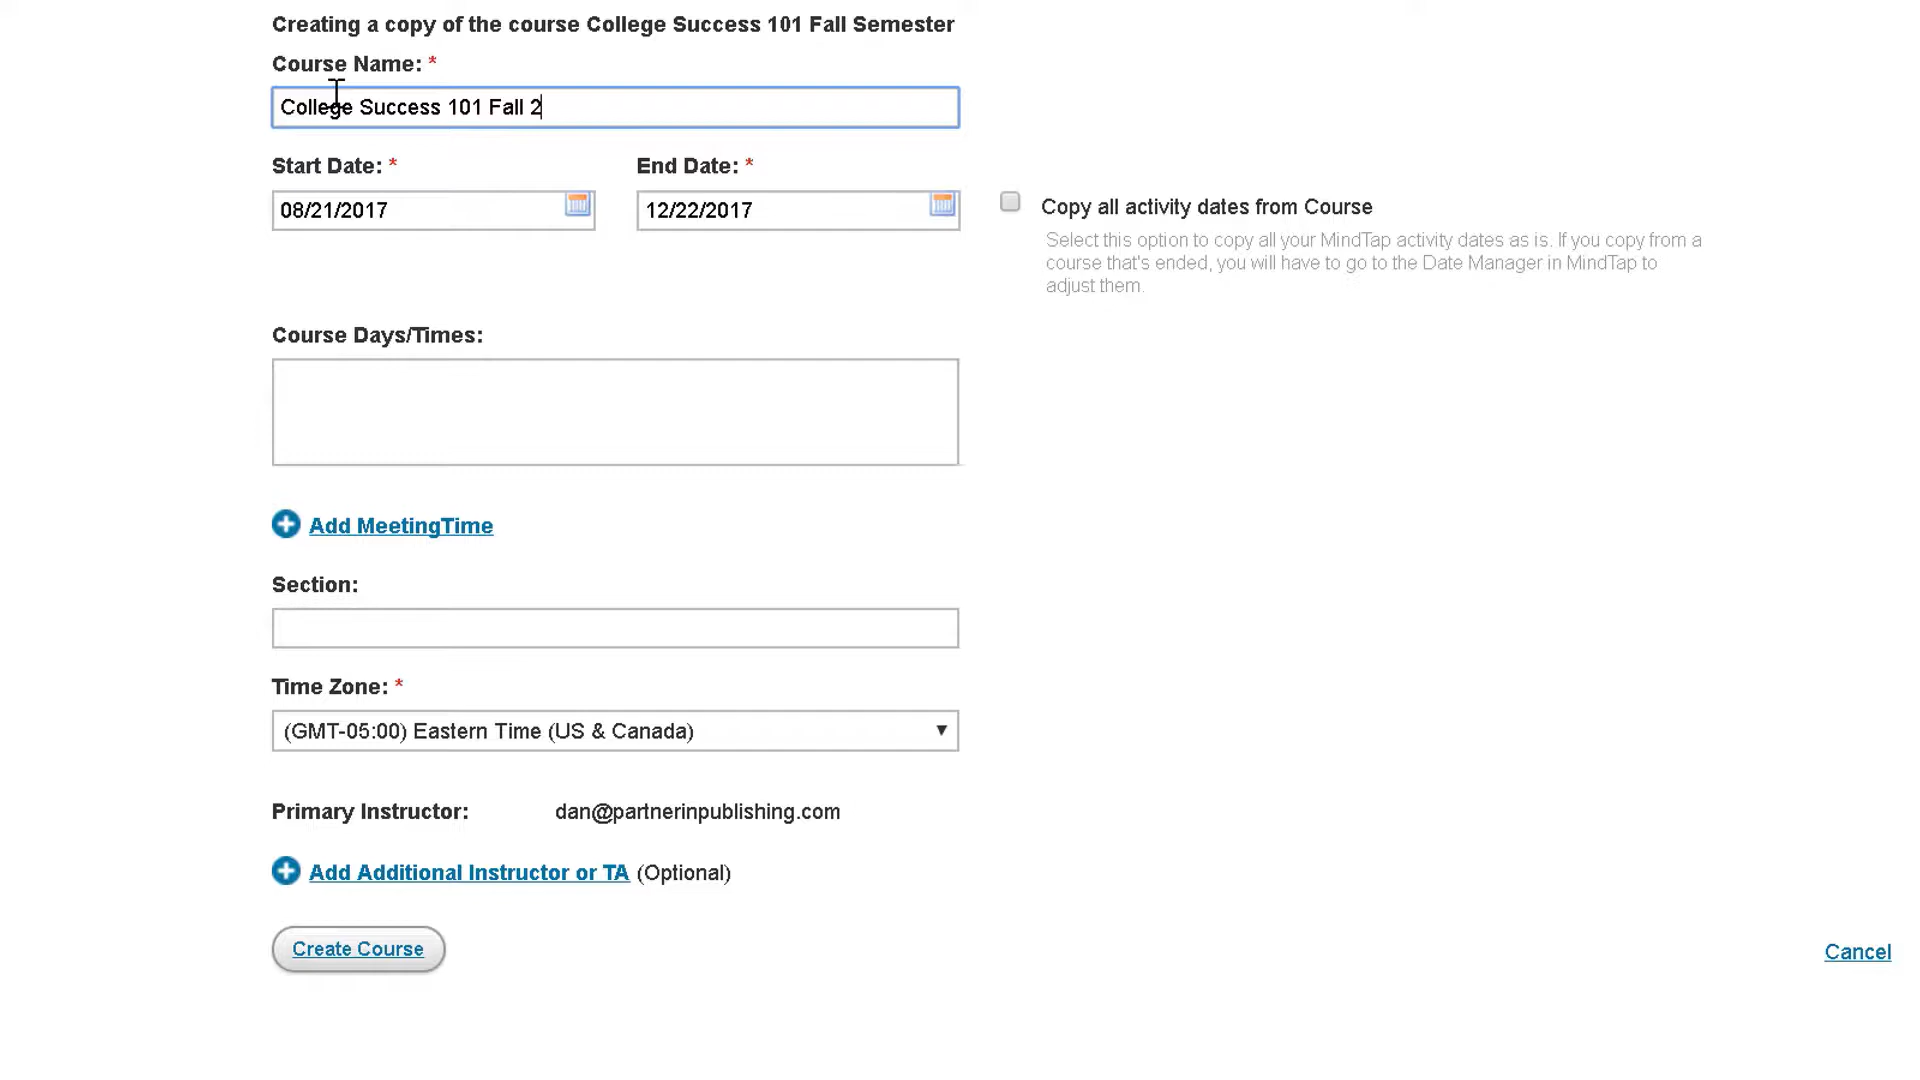 Creating a copy of the course College Success 101 Fall Semester
Course Name: *
College Success 101 Fall 2
Start Date: * End Date: *
08/21/2017 12/22/2017 Copy all activity dates from Course
Select this option to copy all your MindTap activity dates as is. If you copy from a
course that's ended, you will have to go to the Date Manager in MindTap to
adjust them.
Course Days/Times:
Add MeetingTime
Section:
Time Zone: *
(GMT-05:00) Eastern Time (US & Canada)
Primary Instructor: dan@partnerinpublishing.com
Add Additional Instructor or TA (Optional)
Create Course Cancel